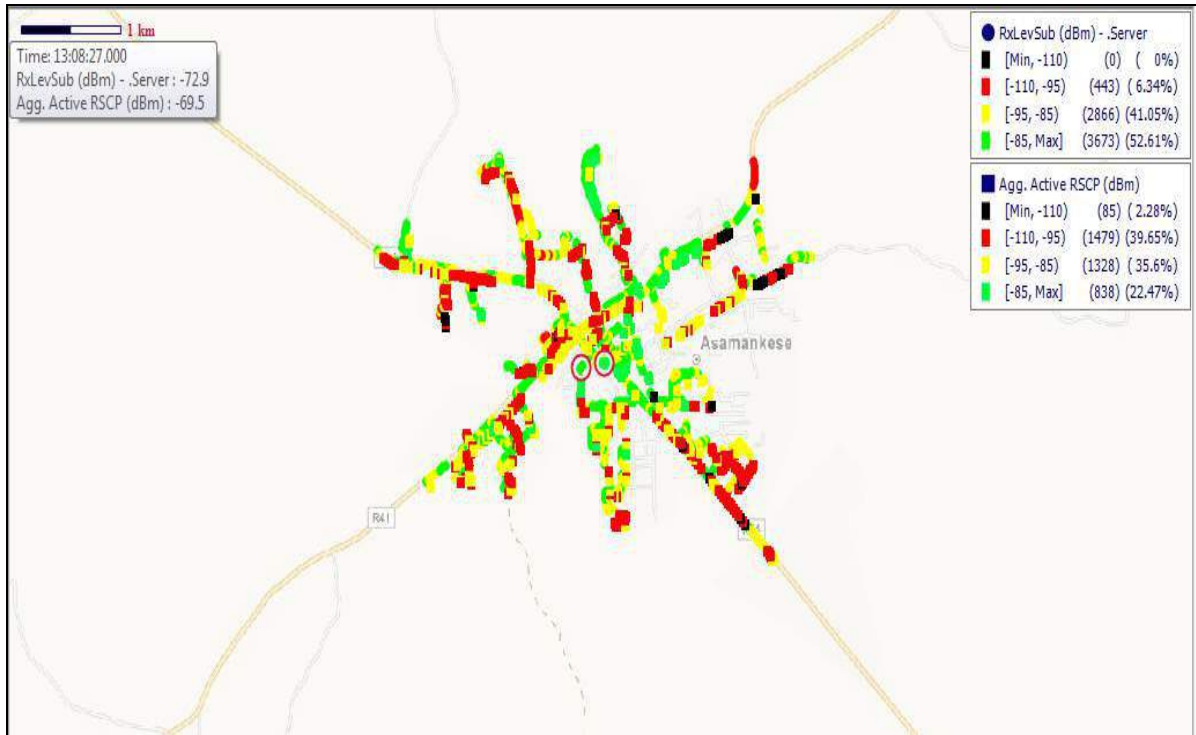 1 km
Time: 13:08:27.000
RxLevSub (dBm) - .Server : -72.9
Agg. Active RSCP (dBm) : -69.5
RxLevSub (dBm) - .Server
[Min, -110) (0) ( 0%)
[-110, -95) (443) ( 6.34%)
[-95, -85) (2866) (41.05%)
[-85, Max] (3673) (52.61%)
Agg. Active RSCP (dBm)
[Min, -110) (85) ( 2.28%)
[-110, -95) (1479) (39.65%)
[-95, -85) (1328) ( 35.6%)
[-85, Max] (838) (22.47%)
Asamankese
R41